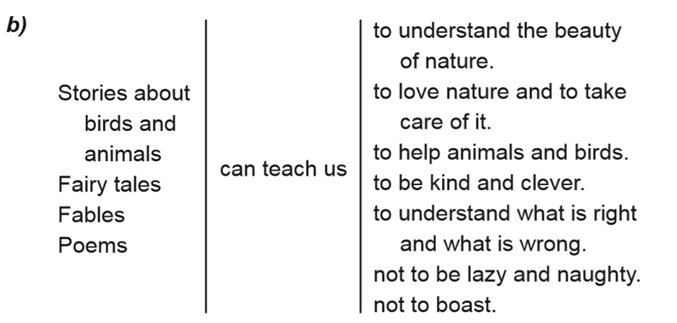 b)
Stories about
birds and
animals
Fairy tales
Fables
Poems
can teach us
to understand the beauty
of nature.
to love nature and to take
care of it.
to help animals and birds.
to be kind and clever.
to understand what is right
and what is wrong.
not to be lazy and naughty.
not to boast.